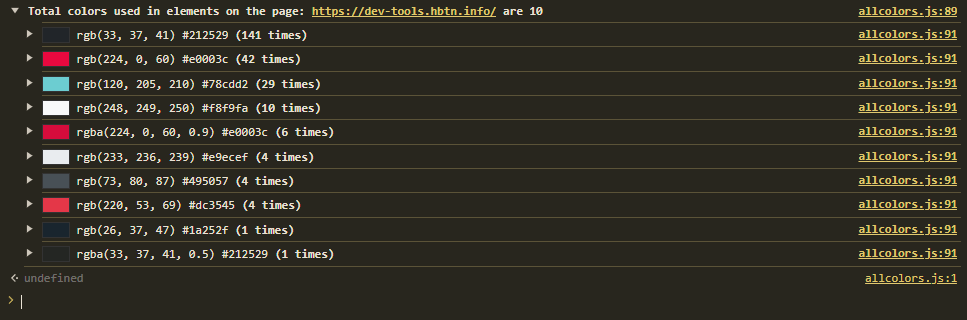 Total colors used in elements on the page: https://dev-tools.hbtn.info/ are 10 allcolors.js:89
rgb(33, 37, 41) #212529 (141 times) allcolors.js:91
rgb(224, 0, 60) #e0003c (42 times) allcolors.js:91
rgb(120, 205, 210) #78cdd2 (29 times) allcolors.js:91
rgb(248, 249, 250) #f8f9fa (10 times) allcolors.js:91
rgba(224, 0, 60, 0.9) #e0003c (6 times) allcolors.js:91
rgb(233, 236, 239) #e9ecef (4 times) allcolors.js:91
rgb(73, 80, 87) #495057 (4 times) allcolors.js:91
rgb(220, 53, 69) #dc3545 (4 times) allcolors.js:91
rgb(26, 37, 47) #1a252f (1 times) allcolors.js:91
rgba(33, 37, 41, 0.5) #212529 (1 times) allcolors.js:91
undefined allcolors.js:1